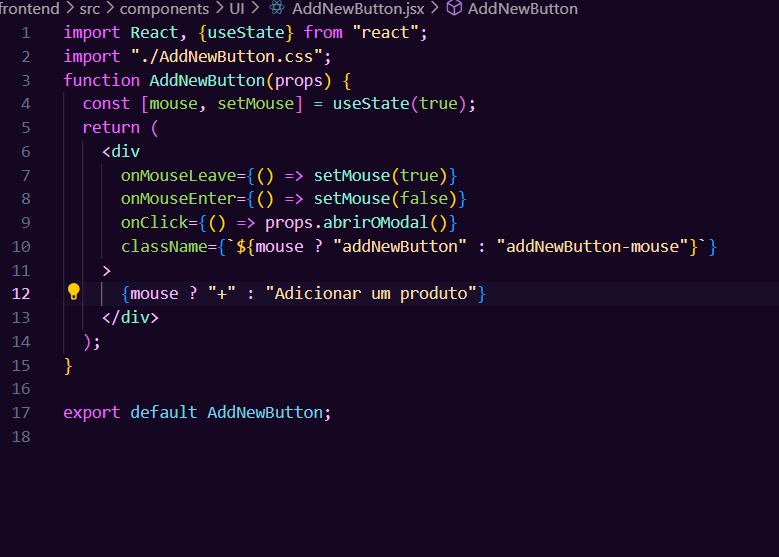 frontend > src > components > UI > AddNewButton.jsx > AddNewButton
1 import React, {useState} from "react";
2 import "./AddNewButton.css";
3 function AddNewButton(props) {
4 const [mouse, setMouse] = useState(true);
5 return (
6 <div
7 onMouseLeave={() => setMouse(true)}
8 onMouseEnter={() => setMouse(false)}
9 onClick={() => props.abrirOModal()}
10 className={`${mouse ? "addNewButton" : "addNewButton-mouse"}`}
11 >
12 {mouse ? "+" : "Adicionar um produto"}
13 </div>
14 );
15 }
16
17 export default AddNewButton;
18